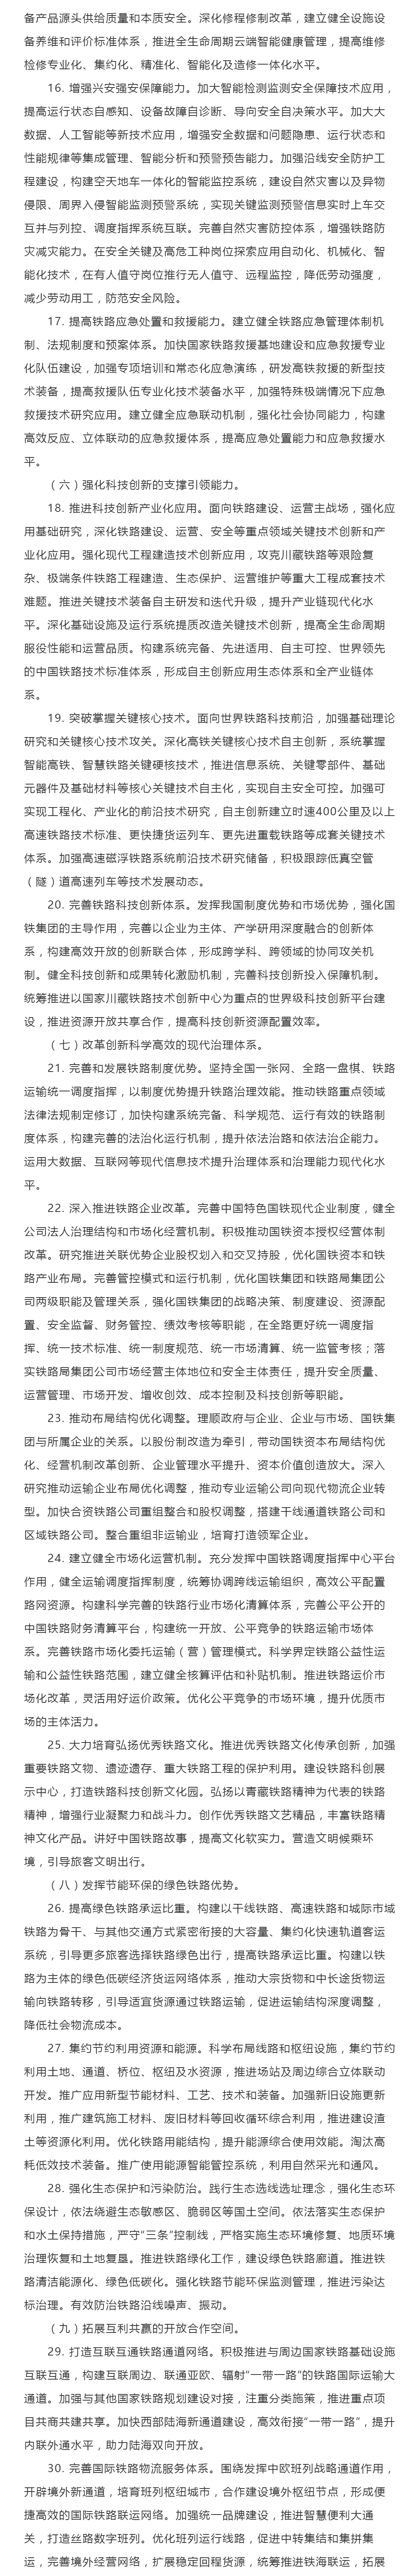 备产品源头供给质量和本质安全。深化修程修制改革，建立健全设施设
备养维和评价标准体系，推进全生命周期云端智能健康管理，提高维修
检修专业化、集约化、精准化、智能化及造修一体化水平。
16. 增强兴安强安保障能力。加大智能检测监测安全保障技术应用，
提高运行状态自感知、设备故障自诊断、导向安全自决策水平。加大大
数据、人工智能等新技术应用，增强安全数据和问题隐患、运行状态和
性能规律等集成管理、智能分析和预警预告能力。加强沿线安全防护工
程建设，构建空天地车一体化的智能监控系统，建设自然灾害以及异物
侵限、周界入侵智能监测预警系统，实现关键监测预警信息实时上车交
互并与列控、调度指挥系统互联。完善自然灾害防控体系，增强铁路防
灾减灾能力。在安全关键及高危工种岗位探索应用自动化、机械化、智
能化技术，在有人值守岗位推行无人值守、远程监控，降低劳动强度，
减少劳动用工，防范安全风险。
17. 提高铁路应急处置和救援能力。建立健全铁路应急管理体制机
制、法规制度和预案体系。加快国家铁路救援基地建设和应急救援专业
化队伍建设，加强专项培训和常态化应急演练，研发高铁救援的新型技
术装备，提高救援队伍专业化技术装备水平，加强特殊极端情况下应急
救援技术研究应用。建立健全应急联动机制，强化社会协同能力，构建
高效反应、立体联动的应急救援体系，提高应急处置能力和应急救援水
平。
（六）强化科技创新的支撑引领能力。
18. 推进科技创新产业化应用。面向铁路建设、运营主战场，强化应
用基础研究，深化铁路建设、运营、安全等重点领域关键技术创新和产
业化应用。强化现代工程建造技术创新应用，攻克川藏铁路等艰险复
杂、极端条件铁路工程建造、生态保护、运营维护等重大工程成套技术
难题。推进关键技术装备自主研发和迭代升级，提升产业链现代化水
平。深化基础设施及运行系统提质改造关键技术创新，提高全生命周期
服役性能和运营品质。构建系统完备、先进适用、自主可控、世界领先
的中国铁路技术标准体系，形成自主创新应用生态体系和全产业链体
系。
19. 突破掌握关键核心技术。面向世界铁路科技前沿，加强基础理论
研究和关键核心技术攻关。深化高铁关键核心技术自主创新，系统掌握
智能高铁、智慧铁路关键硬核技术，推进信息系统、关键零部件、基础
元器件及基础材料等核心关键技术自主化，实现自主安全可控。加强可
实现工程化、产业化的前沿技术研究，自主创新建立时速400公里及以上
高速铁路技术标准、更快捷货运列车、更先进重载铁路等成套关键技术
体系。加强高速磁浮铁路系统前沿技术研究储备，积极跟踪低真空管
（隧）道高速列车等技术发展动态。
20. 完善铁路科技创新体系。发挥我国制度优势和市场优势，强化国
铁集团的主导作用，完善以企业为主体、产学研用深度融合的创新体
系，构建高效开放的创新联合体，形成跨学科、跨领域的协同攻关机
制。健全科技创新和成果转化激励机制，完善科技创新投入保障机制。
统筹推进以国家川藏铁路技术创新中心为重点的世界级科技创新平台建
设，推进资源开放共享合作，提高科技创新资源配置效率。
（七）改革创新科学高效的现代治理体系。
21. 完善和发展铁路制度优势。坚持全国一张网、全路一盘棋、铁路
运输统一调度指挥，以制度优势提升铁路治理效能。推动铁路重点领域
法律法规制定修订，加快构建系统完备、科学规范、运行有效的铁路制
度体系，构建完善的法治化运行机制，提升依法治路和依法治企能力。
运用大数据、互联网等现代信息技术提升治理体系和治理能力现代化水
平。
22. 深入推进铁路企业改革。完善中国特色国铁现代企业制度，健全
公司法人治理结构和市场化经营机制。积极推动国铁资本授权经营体制
改革。研究推进关联优势企业股权划入和交叉持股，优化国铁资本和铁
路产业布局。完善管控模式和运行机制，优化国铁集团和铁路局集团公
司两级职能及管理关系，强化国铁集团的战略决策、制度建设、资源配
置、安全监督、财务管控、绩效考核等职能，在全路更好统一调度指
挥、统一技术标准、统一制度规范、统一市场清算、统一监管考核；落
实铁路局集团公司市场经营主体地位和安全主体责任，提升安全质量、
运营管理、市场开发、增收创效、成本控制及科技创新等职能。
23. 推动布局结构优化调整。理顺政府与企业、企业与市场、国铁集
团与所属企业的关系。以股份制改造为牵引，带动国铁资本布局结构优
化、经营机制改革创新、企业管理水平提升、资本价值创造放大。深入
研究推动运输企业布局优化调整，推动专业运输公司向现代物流企业转
型。加快合资铁路公司重组整合和股权调整，搭建干线通道铁路公司和
区域铁路公司。整合重组非运输业，培育打造领军企业。
24. 建立健全市场化运营机制。充分发挥中国铁路调度指挥中心平台
作用，健全运输调度指挥制度，统筹协调跨线运输组织，高效公平配置
路网资源。构建科学完善的铁路行业市场化清算体系，完善公平公开的
中国铁路财务清算平台，构建统一开放、公平竞争的铁路运输市场体
系。完善铁路市场化委托运输（营）管理模式。科学界定铁路公益性运
输和公益性铁路范围，建立健全核算评估和补贴机制。推进铁路运价市
场化改革，灵活用好运价政策。优化公平竞争的市场环境，提升优质市
场的主体活力。
25. 大力培育弘扬优秀铁路文化。推进优秀铁路文化传承创新，加强
重要铁路文物、遗迹遗存、重大铁路工程的保护利用。建设铁路科创展
示中心，打造铁路科技创新文化园。弘扬以青藏铁路精神为代表的铁路
精神，增强行业凝聚力和战斗力。创作优秀铁路文艺精品，丰富铁路精
神文化产品。讲好中国铁路故事，提高文化软实力。营造文明候乘环
境，引导旅客文明出行。
（八）发挥节能环保的绿色铁路优势。
26. 提高绿色铁路承运比重。构建以干线铁路、高速铁路和城际市域
铁路为骨干、与其他交通方式紧密衔接的大容量、集约化快速轨道客运
系统，引导更多旅客选择铁路绿色出行，提高铁路承运比重。构建以铁
路为主体的绿色低碳经济货运网络体系，推动大宗货物和中长途货物运
输向铁路转移，引导适宜货源通过铁路运输，促进运输结构深度调整，
降低社会物流成本。
27. 集约节约利用资源和能源。科学布局线路和枢纽设施，集约节约
利用土地、通道、桥位、枢纽及水资源，推进场站及周边综合立体联动
开发。推广应用新型节能材料、工艺、技术和装备。加强新旧设施更新
利用，推广建筑施工材料、废旧材料等回收循环综合利用，推进建设渣
土等资源化利用。优化铁路用能结构，提升能源综合使用效能。淘汰高
耗低效技术装备。推广使用能源智能管控系统，利用自然采光和通风。
28. 强化生态保护和污染防治。践行生态选线选址理念，强化生态环
保设计，依法绕避生态敏感区、脆弱区等国土空间。依法落实生态保护
和水土保持措施，严守“三条”控制线，严格实施生态环境修复、地质环境
治理恢复和土地复垦。推进铁路绿化工作，建设绿色铁路廊道。推进铁
路清洁能源化、绿色低碳化。强化铁路节能环保监测管理，推进污染达
标治理。有效防治铁路沿线噪声、振动。
（九）拓展互利共赢的开放合作空间。
29. 打造互联互通铁路通道网络。积极推进与周边国家铁路基础设施
互联互通，构建互联周边、联通亚欧、辐射“一带一路”的铁路国际运输大
通道。加强与其他国家铁路规划建设对接，注重分类施策，推进重点项
目共商共建共享。加快西部陆海新通道建设，高效衔接“一带一路”，提升
内联外通水平，助力陆海双向开放。
30. 完善国际铁路物流服务体系。围绕发挥中欧班列战略通道作用，
开辟境外新通道，培育班列枢纽城市，合作建设境外枢纽节点，形成便
捷高效的国际铁路联运网络。加强统一品牌建设，推进智慧便利大通
关，打造丝路数字班列。优化班列运行线路，促进中转集结和集拼集
运，完善境外经营网络，扩展稳定回程货源，统筹推进铁海联运，拓展